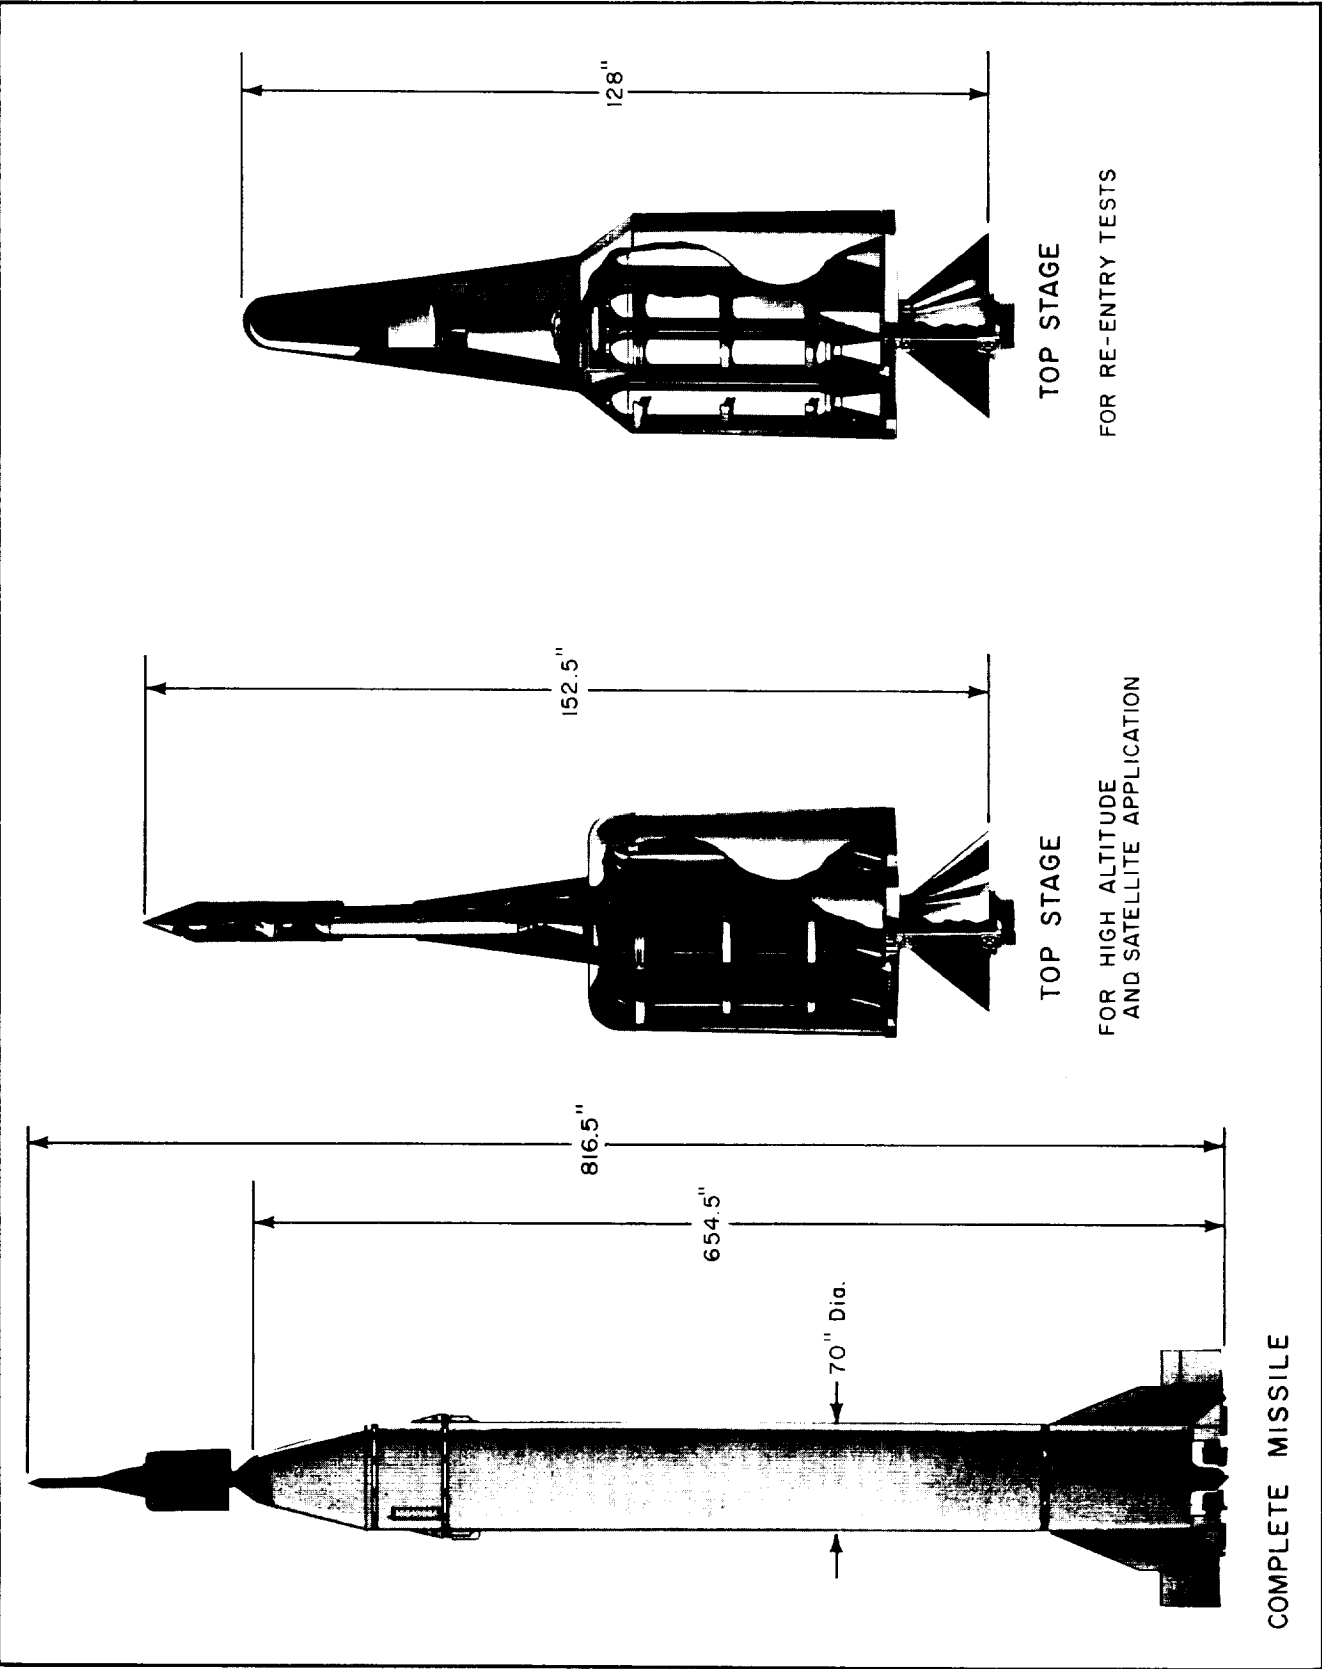 816.5"
654.5"
70" Dia.
COMPLETE MISSILE
152.5"
TOP STAGE
FOR HIGH ALTITUDE
AND SATELLITE APPLICATION
128"
TOP STAGE
FOR RE-ENTRY TESTS